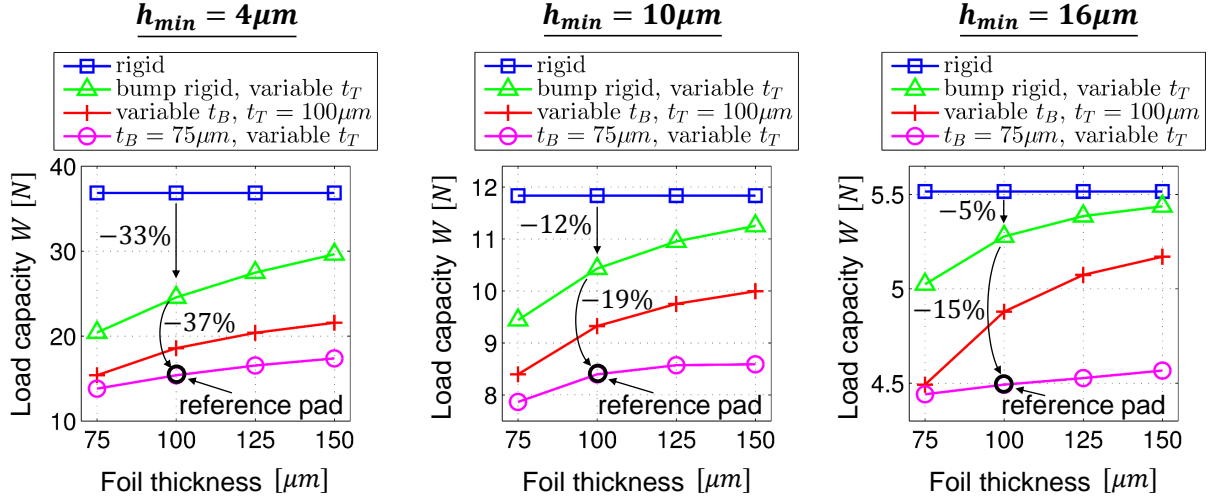 h_min = 4μm
rigid
bump rigid, variable t_T
variable t_B, t_T = 100μm
t_B = 75μm, variable t_T
Load capacity W [N]
40
30
20
10
−33%
−37%
reference pad
75 100 125 150
Foil thickness [μm]
h_min = 10μm
rigid
bump rigid, variable t_T
variable t_B, t_T = 100μm
t_B = 75μm, variable t_T
Load capacity W [N]
12
11
10
9
8
−12%
−19%
reference pad
75 100 125 150
Foil thickness [μm]
h_min = 16μm
rigid
bump rigid, variable t_T
variable t_B, t_T = 100μm
t_B = 75μm, variable t_T
Load capacity W [N]
5.5
5
4.5
−5%
−15%
reference pad
75 100 125 150
Foil thickness [μm]